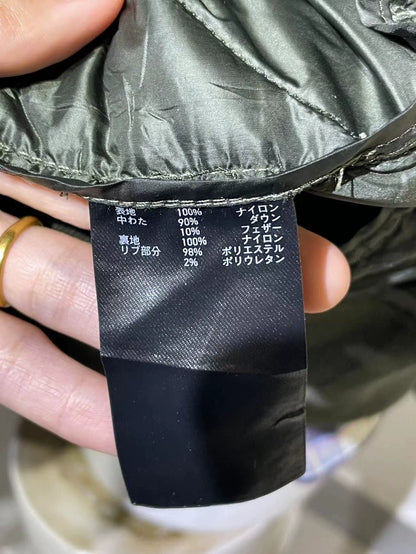 表地 100% ナイロン
中わた 90% ダウン
10% フェザー
裏地 100% ナイロン
リブ部分 98% ポリエステル
2% ポリウレタン